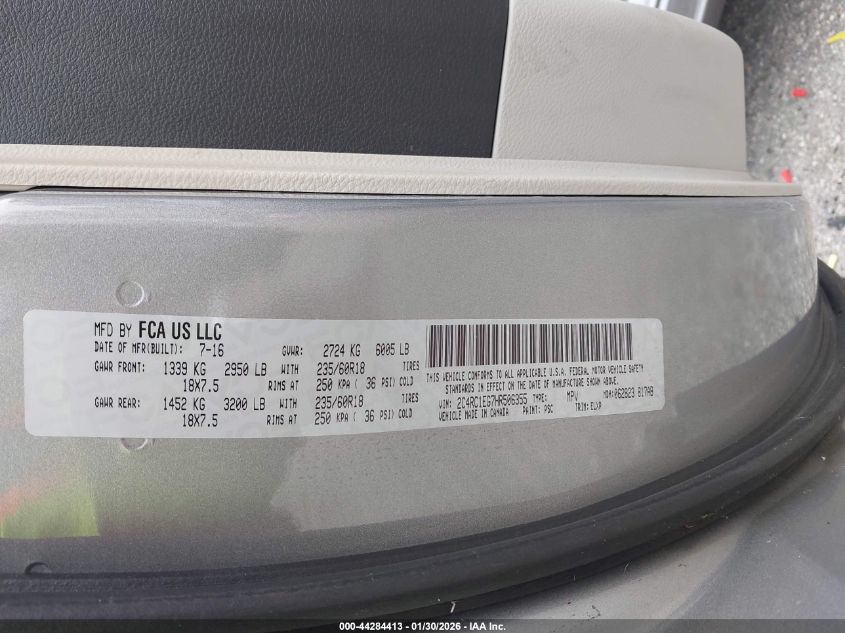 MFD BY FCA US LLC
DATE OF MFR(BUILT): 7-16 GVWR: 2724 KG 6005 LB
GAWR FRONT: 1339 KG 2950 LB WITH 235/60R18 TIRES
18X7.5 RIMS AT 250 KPA ( 36 PSI) COLD
GAWR REAR: 1452 KG 3200 LB WITH 235/60R18 TIRES
18X7.5 RIMS AT 250 KPA ( 36 PSI) COLD
THIS VEHICLE CONFORMS TO ALL APPLICABLE U.S.A. FEDERAL MOTOR VEHICLE SAFETY
STANDARDS IN EFFECT ON THE DATE OF MANUFACTURE SHOWN ABOVE.
VIN: 2C4RC1EG7HR506355 TYPE: MPV MDH: 062823 817AB
VEHICLE MADE IN CANADA PAINT: PSC TRIM: ELXP
000-44284413 - 01/30/2026 - IAA Inc.